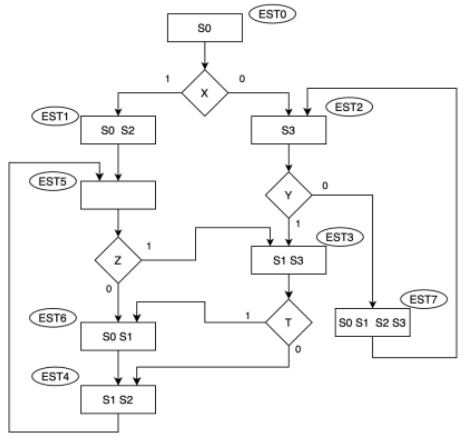 EST0
S0
1
X
0
EST1
S0 S2
EST2
S3
EST5
Y
0
1
Z
1
0
EST3
S1 S3
EST6
S0 S1
1
T
0
EST7
S0 S1 S2 S3
EST4
S1 S2